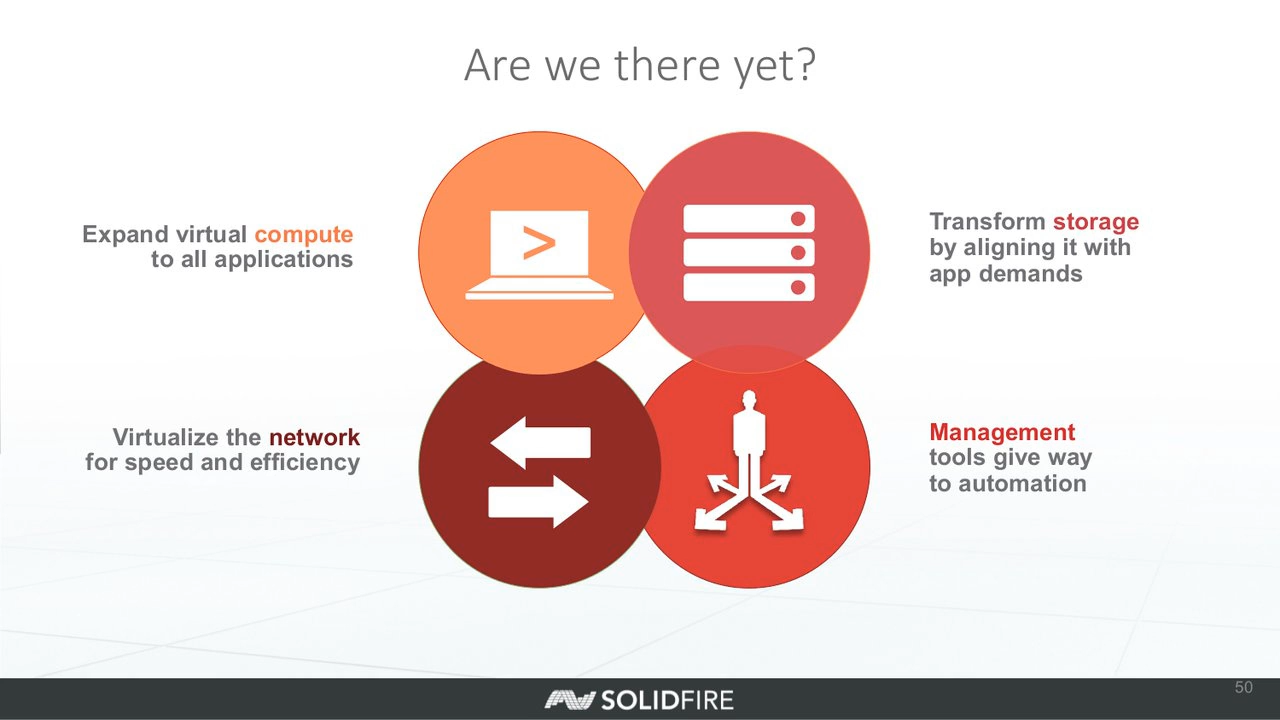 Are we there yet?
Expand virtual compute
to all applications
>
Transform storage
by aligning it with
app demands
Virtualize the network
for speed and efficiency
Management
tools give way
to automation
SOLIDFIRE
50